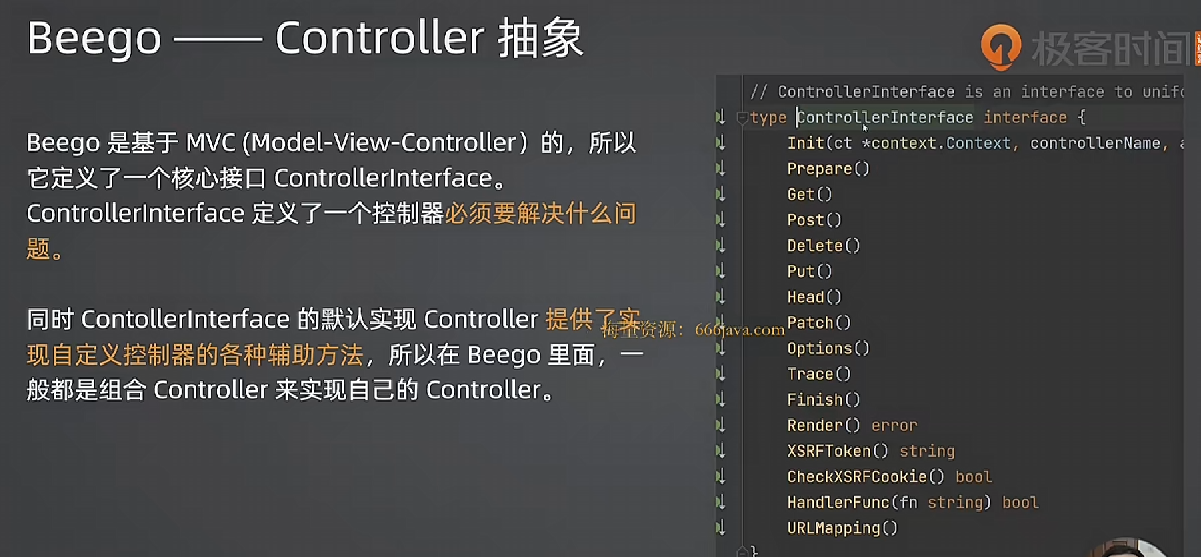 Beego —— Controller 抽象
极客时间
Beego 是基于 MVC (Model-View-Controller）的，所以
它定义了一个核心接口 ControllerInterface。
ControllerInterface 定义了一个控制器必须要解决什么问
题。
同时 ContollerInterface 的默认实现 Controller 提供了实
现自定义控制器的各种辅助方法，所以在 Beego 里面，一
般都是组合 Controller 来实现自己的 Controller。
海量资源：666java.com
// ControllerInterface is an interface to unifo
type ControllerInterface interface {
Init(ct *context.Context, controllerName, a
Prepare()
Get()
Post()
Delete()
Put()
Head()
Patch()
Options()
Trace()
Finish()
Render() error
XSRFToken() string
CheckXSRFCookie() bool
HandlerFunc(fn string) bool
URLMapping()
}